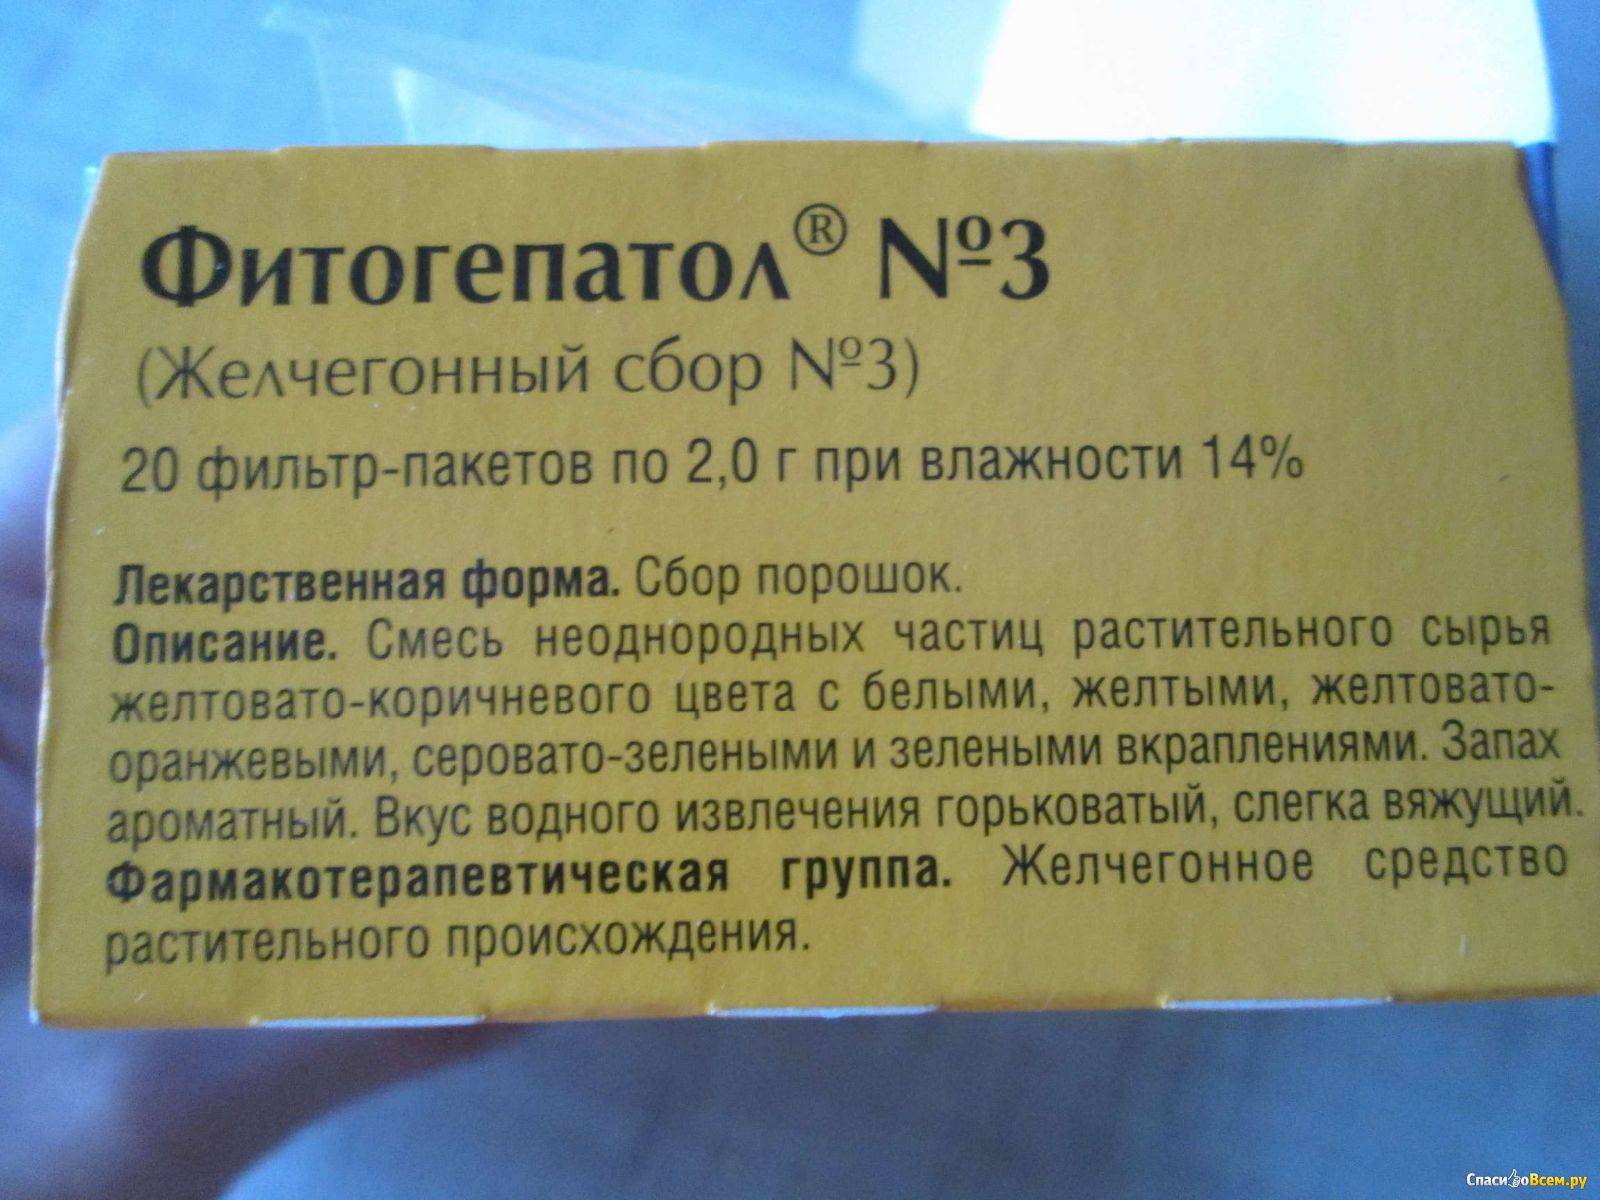 Фитогепатол® №3
(Желчегонный сбор №3)
20 фильтр-пакетов по 2,0 г при влажности 14%
Лекарственная форма. Сбор порошок.
Описание. Смесь неоднородных частиц растительного сырья
желтовато-коричневого цвета с белыми, желтыми, желтовато-
оранжевыми, серовато-зелеными и зелеными вкраплениями. Запах
ароматный. Вкус водного извлечения горьковатый, слегка вяжущий.
Фармакотерапевтическая группа. Желчегонное средство
растительного происхождения.
СпасибоВсем.ру